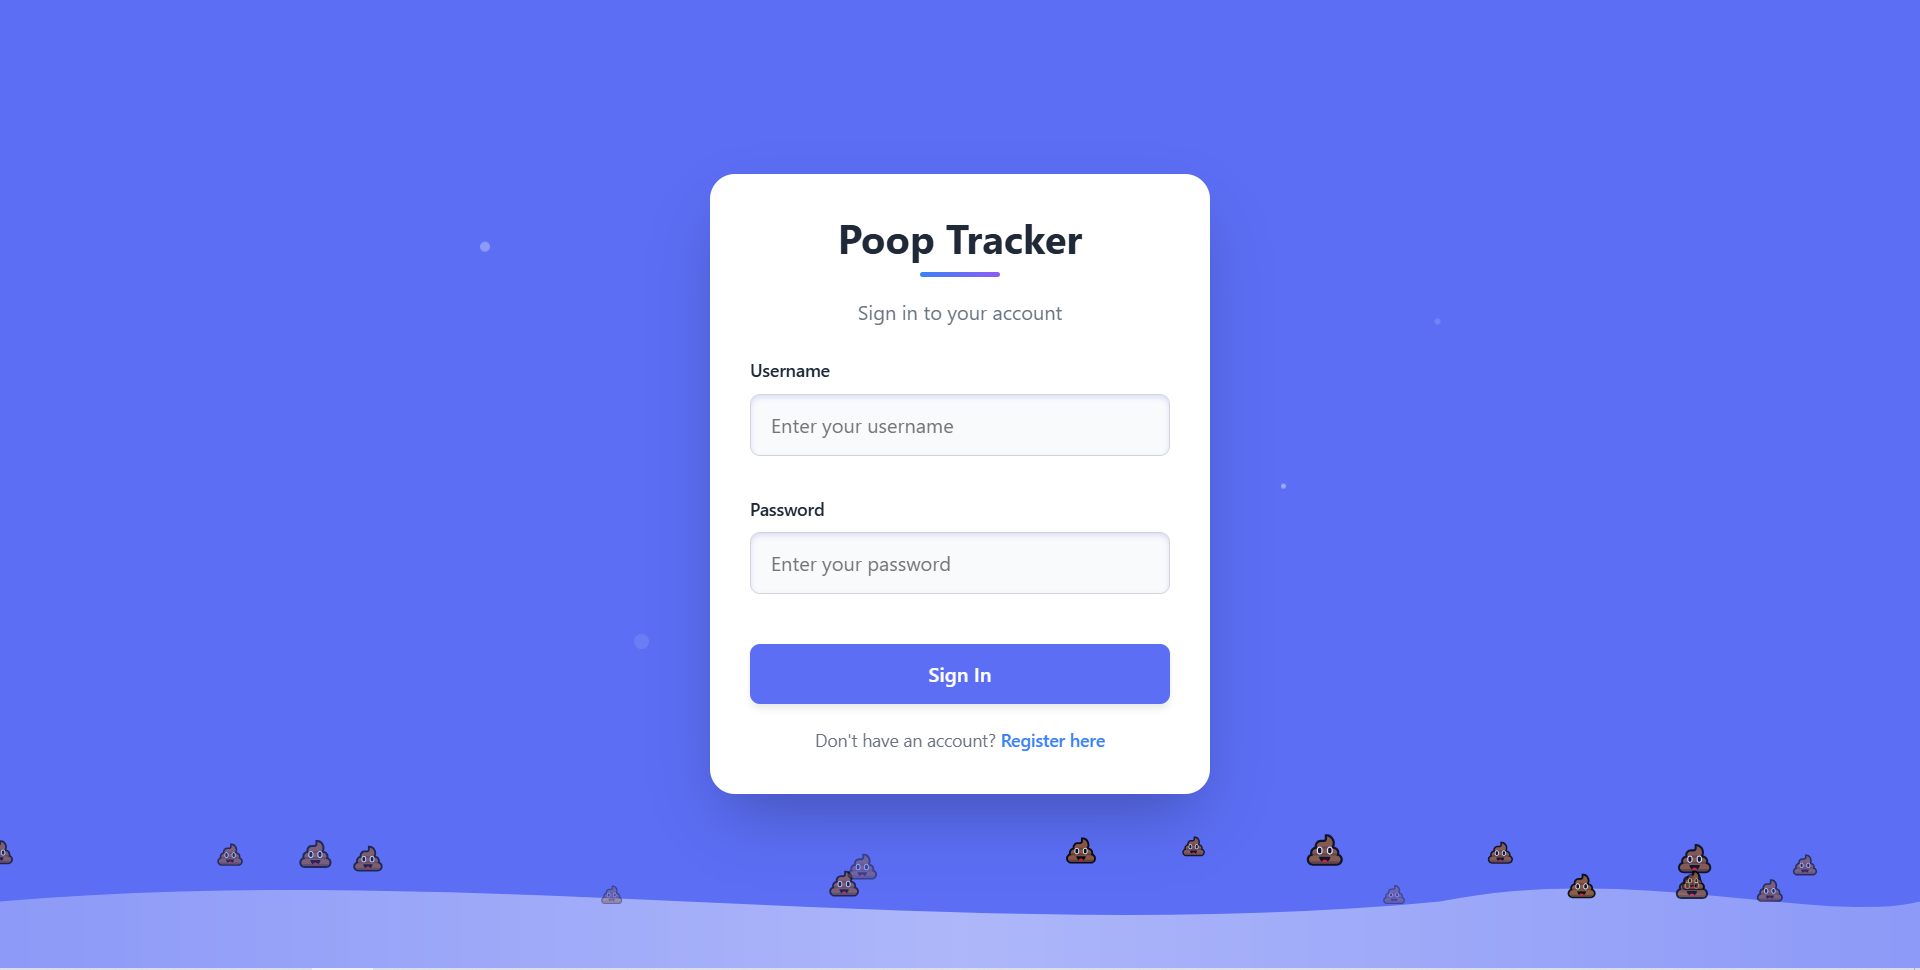 Poop Tracker
Sign in to your account
Username
Enter your username
Password
Enter your password
Sign In
Don't have an account? Register here